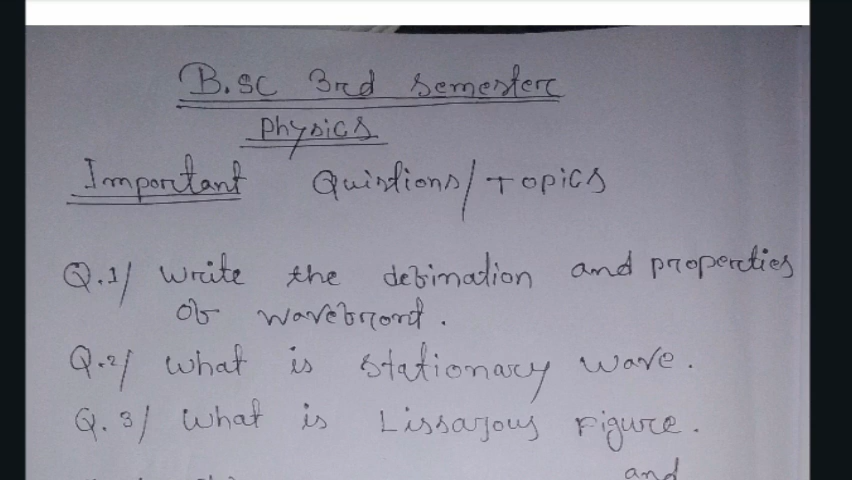 B.SC 3rd Semester
Physics
Important Quistions/Topics
Q.1/ Write the defination and properties
of wavefront.
Q.2/ What is Stationary wave.
Q.3/ What is Lissajous Figure.
and